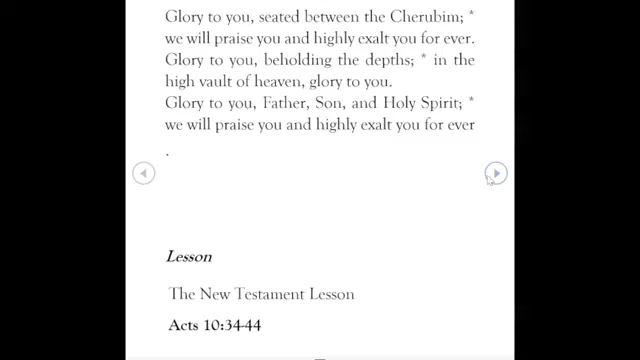 Glory to you, seated between the Cherubim; *
we will praise you and highly exalt you for ever.
Glory to you, beholding the depths; * in the
high vault of heaven, glory to you.
Glory to you, Father, Son, and Holy Spirit; *
we will praise you and highly exalt you for ever
.
Lesson
The New Testament Lesson
Acts 10:34-44